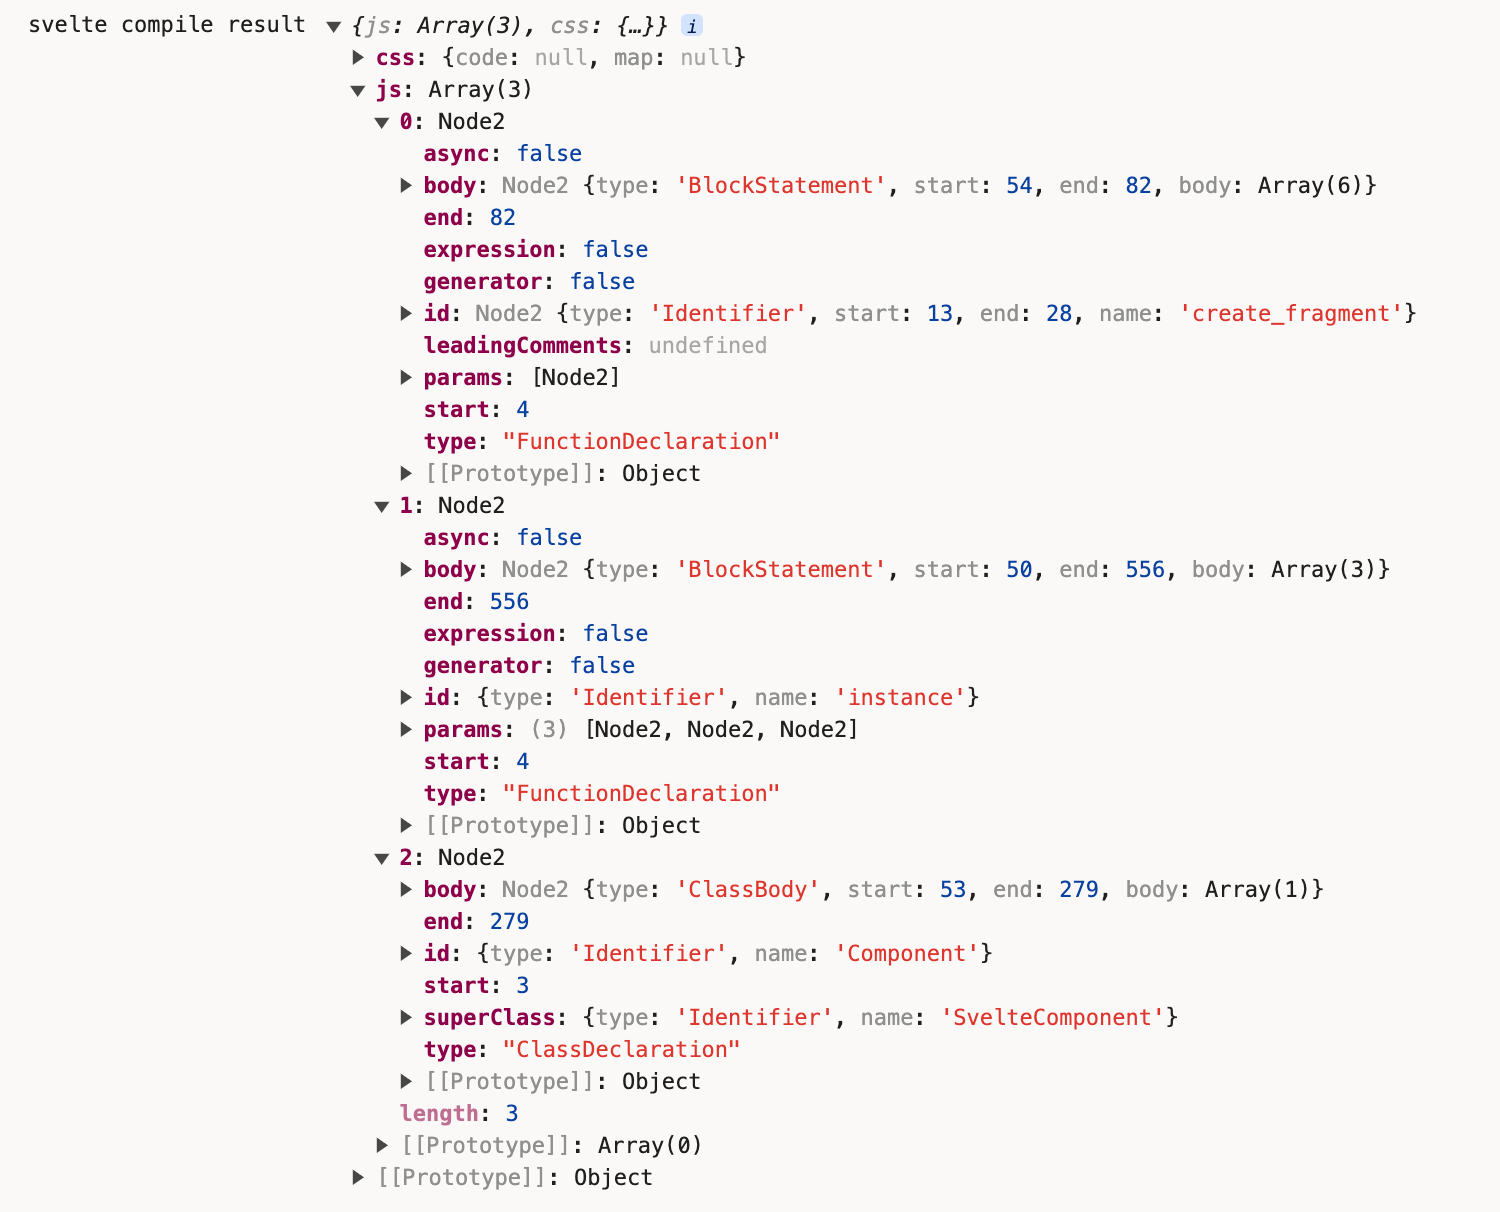 svelte compile result ▼ {js: Array(3), css: {…}} i
▶ css: {code: null, map: null}
▼ js: Array(3)
▼ 0: Node2
async: false
▶ body: Node2 {type: 'BlockStatement', start: 54, end: 82, body: Array(6)}
end: 82
expression: false
generator: false
▶ id: Node2 {type: 'Identifier', start: 13, end: 28, name: 'create_fragment'}
leadingComments: undefined
▶ params: [Node2]
start: 4
type: "FunctionDeclaration"
▶ [[Prototype]]: Object
▼ 1: Node2
async: false
▶ body: Node2 {type: 'BlockStatement', start: 50, end: 556, body: Array(3)}
end: 556
expression: false
generator: false
▶ id: {type: 'Identifier', name: 'instance'}
▶ params: (3) [Node2, Node2, Node2]
start: 4
type: "FunctionDeclaration"
▶ [[Prototype]]: Object
▼ 2: Node2
▶ body: Node2 {type: 'ClassBody', start: 53, end: 279, body: Array(1)}
end: 279
▶ id: {type: 'Identifier', name: 'Component'}
start: 3
▶ superClass: {type: 'Identifier', name: 'SvelteComponent'}
type: "ClassDeclaration"
▶ [[Prototype]]: Object
length: 3
▶ [[Prototype]]: Array(0)
▶ [[Prototype]]: Object